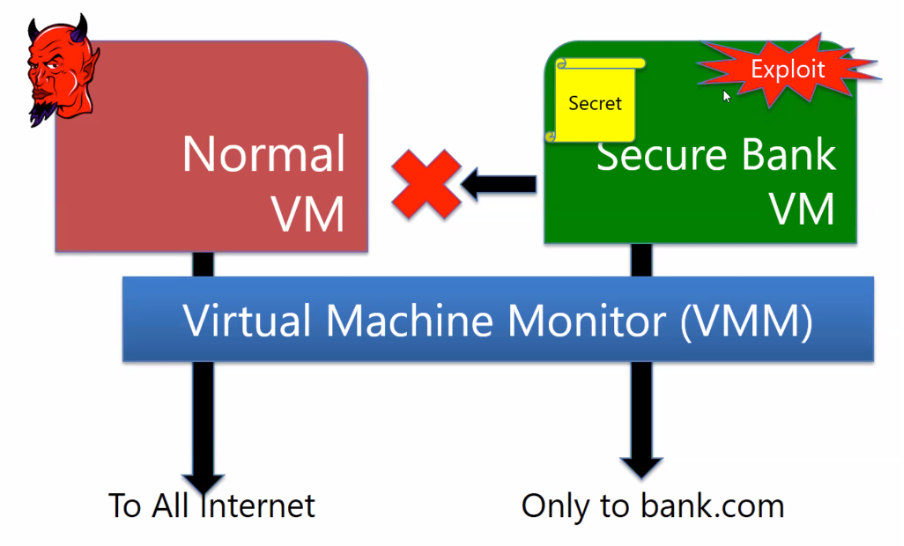 Normal
VM
Secret
Exploit
Secure Bank
VM
Virtual Machine Monitor (VMM)
To All Internet
Only to bank.com